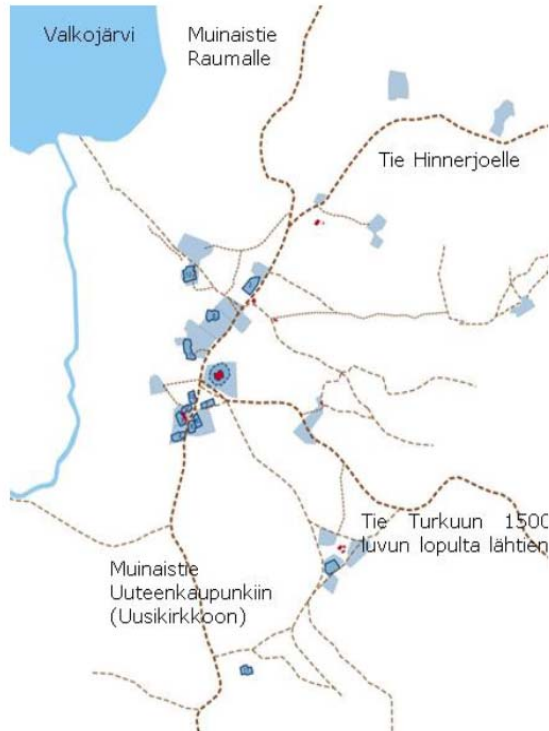 Valkojärvi
Muinaistie
Raumalle
Tie Hinnerjoelle
Tie Turkuun 1500
luvun lopulta lähtien
Muinaistie
Uuteenkaupunkiin
(Uusikirkkoon)